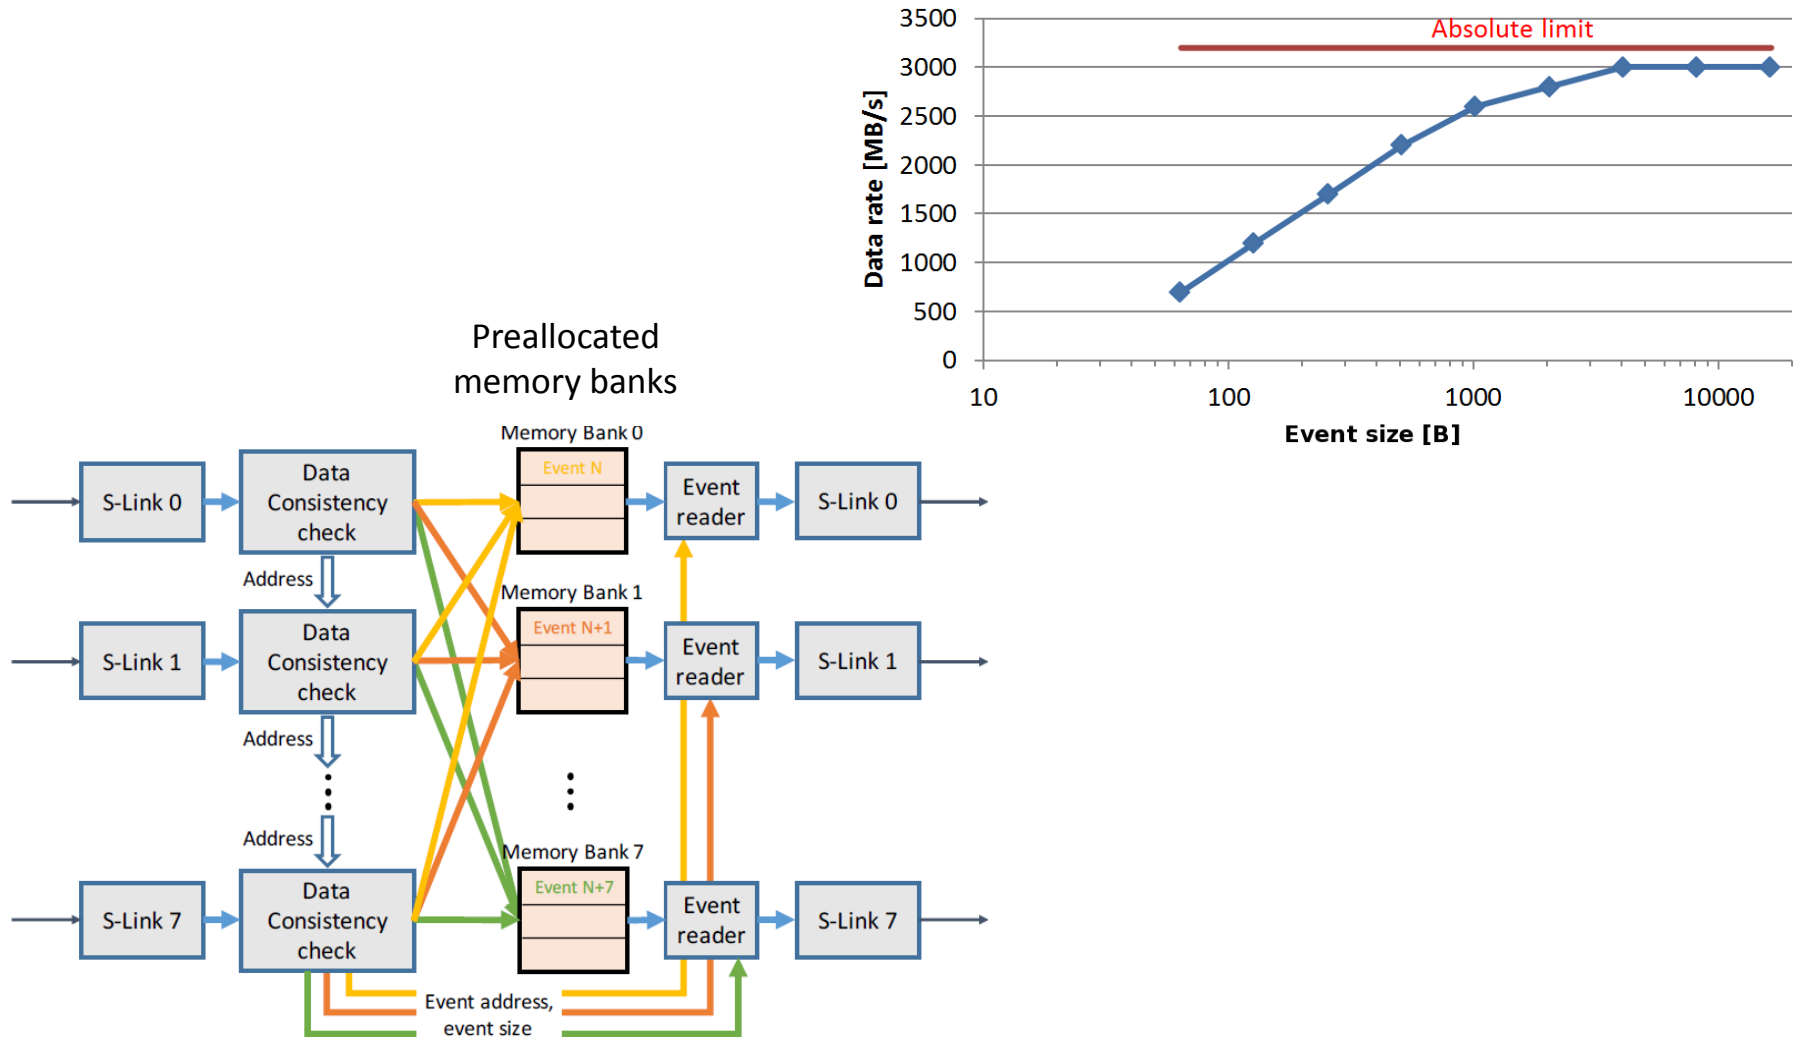 3500
3000
2500
2000
1500
1000
500
0
Data rate [MB/s]
Absolute limit
10
100
1000
10000
Event size [B]
Preallocated
memory banks
Memory Bank 0
S-Link 0
Data
Consistency
check
Event N
Event
reader
S-Link 0
Address
Memory Bank 1
S-Link 1
Data
Consistency
check
Event N+1
Event
reader
S-Link 1
Address
Address
Memory Bank 7
S-Link 7
Data
Consistency
check
Event N+7
Event
reader
S-Link 7
Event address,
event size